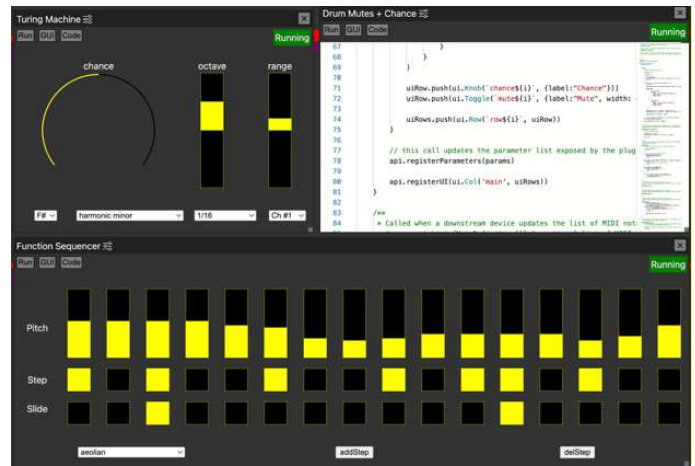 Turing Machine
Run GUI Code
Running
chance
octave
range
F#
harmonic minor
1/16
Ch #1
Drum Mutes + Chance
Run GUI Code
Running
67 }
68 }
69 }
70
71 uiRow.push(ui.Knob(`chance${i}`, {label:"Chance"}))
72 uiRow.push(ui.Toggle(`mute${i}`, {label:"Mute", width:
73
74 uiRows.push(ui.Row(`row${i}`, uiRow))
75 }
76
77 // this call updates the parameter list exposed by the plug
78 api.registerParameters(params)
79
80 api.registerUI(ui.Col('main', uiRows))
81 }
82
83 /**
84 * Called when a downstream device updates the list of MIDI not
Function Sequencer
Run GUI Code
Running
Pitch
Step
Slide
aeolian
addStep
delStep